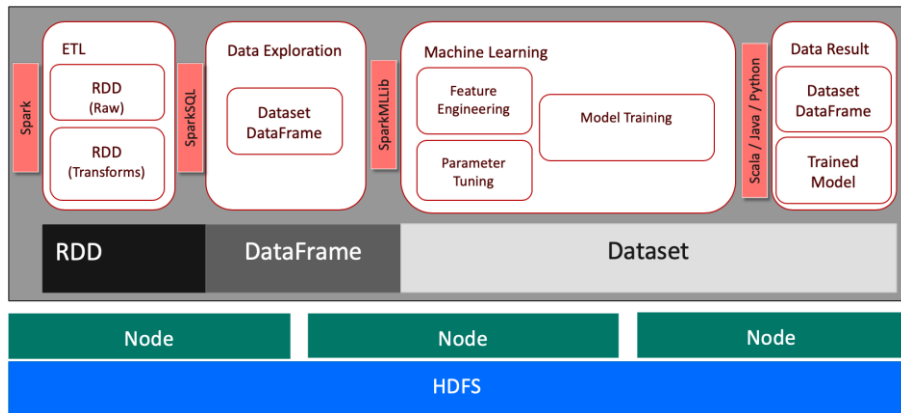 Spark
ETL
RDD
(Raw)
RDD
(Transforms)
SparkSQL
Data Exploration
Dataset
DataFrame
SparkMLLib
Machine Learning
Feature
Engineering
Parameter
Tuning
Model Training
Scala / Java / Python
Data Result
Dataset
DataFrame
Trained
Model
RDD
DataFrame
Dataset
Node
Node
Node
HDFS